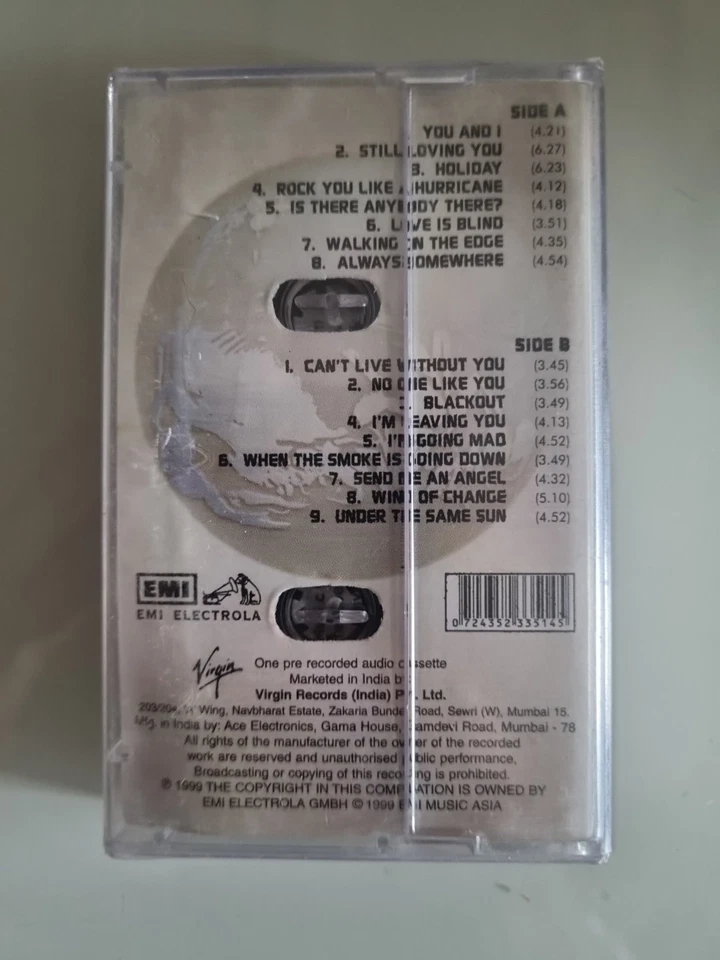 SIDE A
YOU AND I (4.21)
2. STILL LOVING YOU (6.27)
3. HOLIDAY (6.23)
4. ROCK YOU LIKE A HURRICANE (4.12)
5. IS THERE ANYBODY THERE? (4.18)
6. LOVE IS BLIND (3.51)
7. WALKING ON THE EDGE (4.35)
8. ALWAYS SOMEWHERE (4.54)
SIDE B
1. CAN'T LIVE WITHOUT YOU (3.45)
2. NO ONE LIKE YOU (3.56)
3. BLACKOUT (3.49)
4. I'M LEAVING YOU (4.13)
5. I'M GOING MAD (4.52)
6. WHEN THE SMOKE IS GOING DOWN (3.49)
7. SEND ME AN ANGEL (4.32)
8. WIND OF CHANGE (5.10)
9. UNDER THE SAME SUN (4.52)
EMI
EMI ELECTROLA
0 724352 335145
Virgin
One pre recorded audio cassette
Marketed in India by:
Virgin Records (India) Pvt. Ltd.
203/204, Wing, Navbharat Estate, Zakaria Bunder Road, Sewri (W), Mumbai 15.
Mfg. in India by: Ace Electronics, Gama House, Gamdevi Road, Mumbai - 78
All rights of the manufacturer of the owner of the recorded
work are reserved and unauthorised public performance,
Broadcasting or copying of this recording is prohibited.
℗ 1999 THE COPYRIGHT IN THIS COMPILATION IS OWNED BY
EMI ELECTROLA GMBH © 1999 EMI MUSIC ASIA